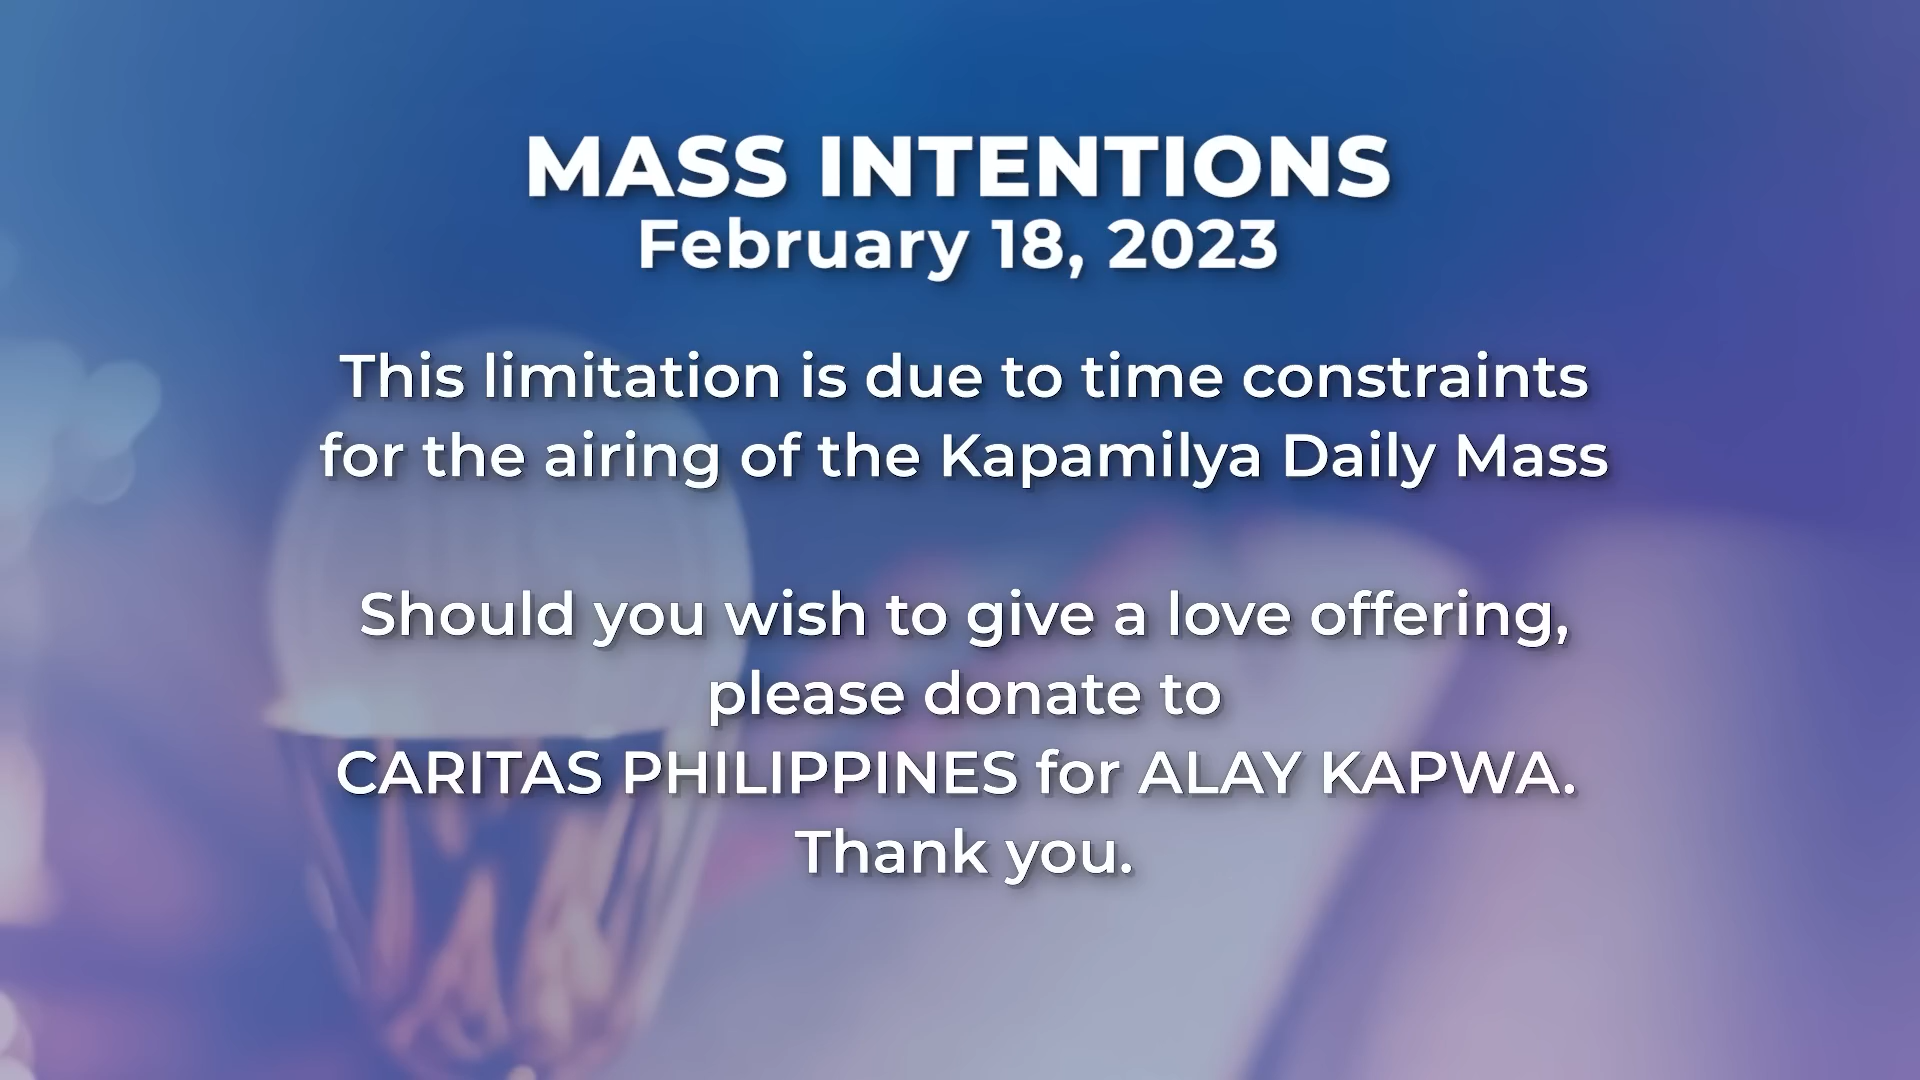 MASS INTENTIONS
February 18, 2023
This limitation is due to time constraints
for the airing of the Kapamilya Daily Mass
Should you wish to give a love offering,
please donate to
CARITAS PHILIPPINES for ALAY KAPWA.
Thank you.